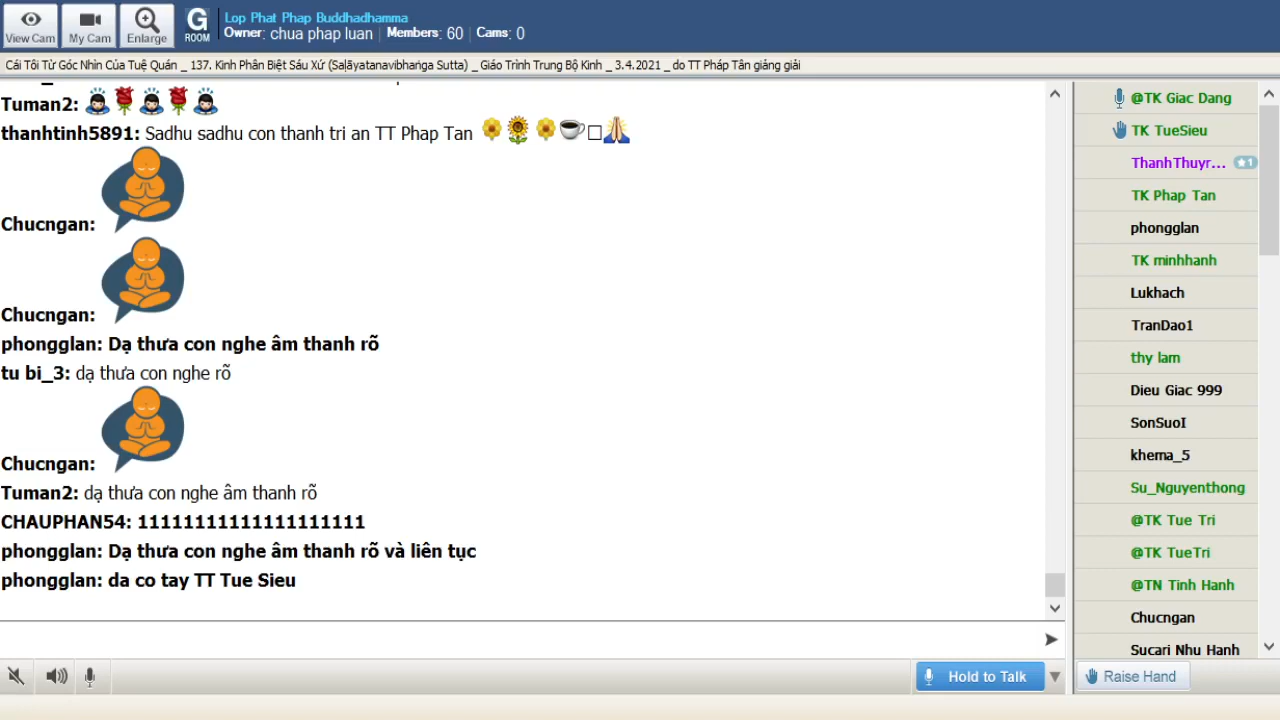 View Cam
My Cam
Enlarge
G
ROOM
Lop Phat Phap Buddhadhamma
Owner: chua phap luan | Members: 60 | Cams: 0
Cái Tôi Từ Góc Nhìn Của Tuệ Quán _ 137. Kinh Phân Biệt Sáu Xứ (Saḷāyatanavibhaṅga Sutta) _ Giáo Trình Trung Bộ Kinh _ 3.4.2021 _ do TT Pháp Tân giảng giải
Tuman2:
thanhtinh5891: Sadhu sadhu con thanh tri an TT Phap Tan
Chucngan:
Chucngan:
phongglan: Dạ thưa con nghe âm thanh rõ
tu bi_3: dạ thưa con nghe rõ
Chucngan:
Tuman2: dạ thưa con nghe âm thanh rõ
CHAUPHAN54: 11111111111111111111
phongglan: Dạ thưa con nghe âm thanh rõ và liên tục
phongglan: da co tay TT Tue Sieu
@TK Giac Dang
TK TueSieu
ThanhThuyr... ★1
TK Phap Tan
phongglan
TK minhhanh
Lukhach
TranDao1
thy lam
Dieu Giac 999
SonSuoI
khema_5
Su_Nguyenthong
@TK Tue Tri
@TK TueTri
@TN Tinh Hanh
Chucngan
Sucari Nhu Hanh
Hold to Talk
Raise Hand